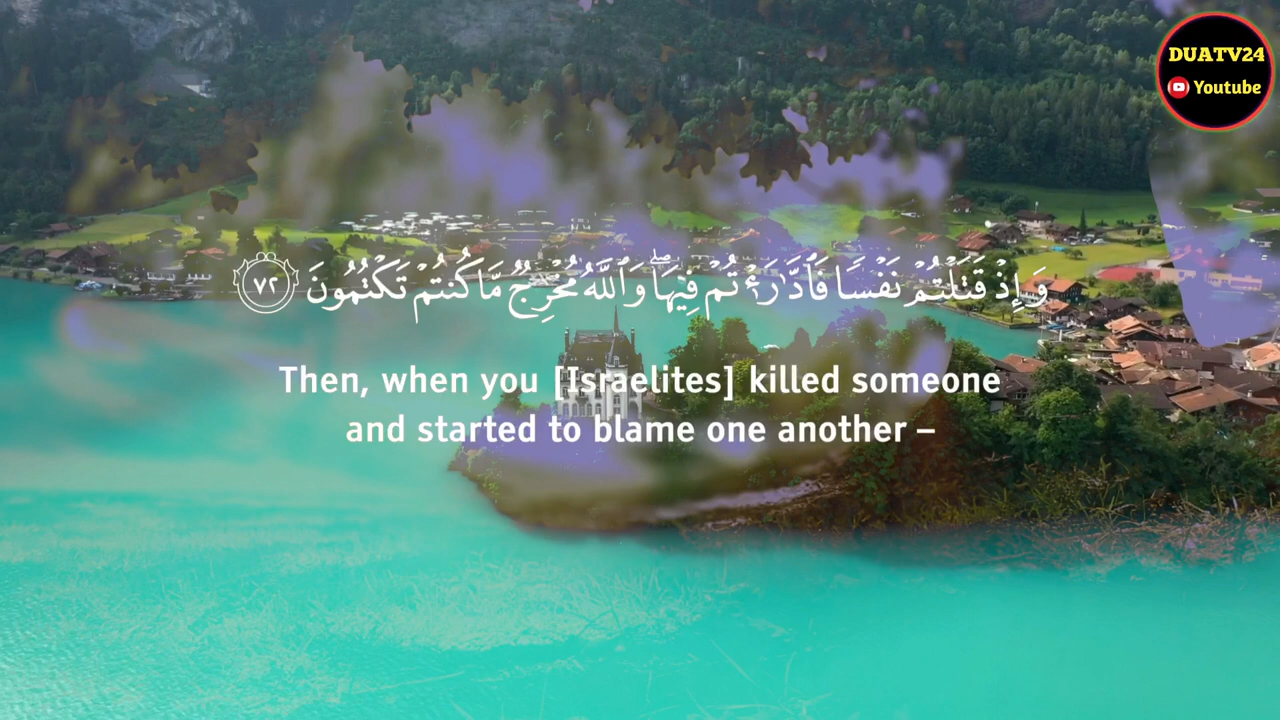 DUATV24
Youtube
وَإِذْ قَتَلْتُمْ نَفْسًا فَٱدَّٰرَْٰٔتُمْ فِيهَا ۖ وَٱللَّهُ مُخْرِجٌ مَّا كُنتُمْ تَكْتُمُونَ ٧٢
Then, when you [Israelites] killed someone
and started to blame one another –